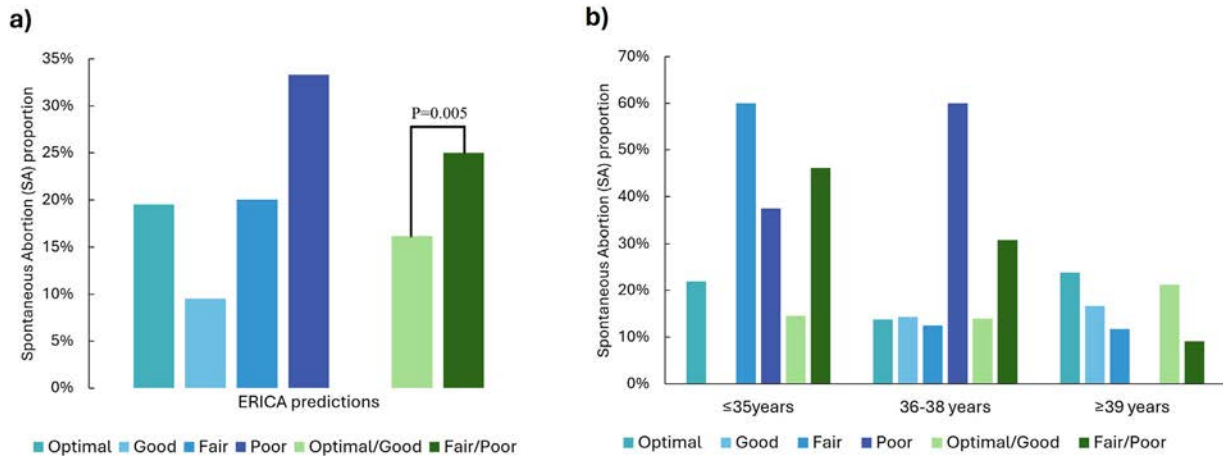 a)
Spontaneous Abortion (SA) proportion
35%
30%
25%
20%
15%
10%
5%
0%
P=0.005
ERICA predictions
Optimal Good Fair Poor Optimal/Good Fair/Poor
b)
Spontaneous Abortion (SA) proportion
70%
60%
50%
40%
30%
20%
10%
0%
≤35years 36-38 years ≥39 years
Optimal Good Fair Poor Optimal/Good Fair/Poor